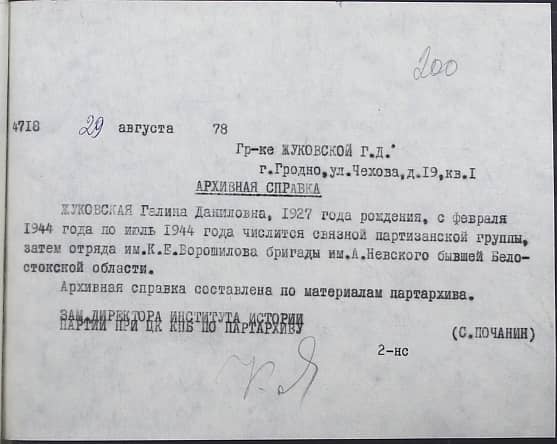 200
4718 29 августа 78
Гр-ке ЖУКОВСКОЙ Г.Д.
г.Гродно,ул.Чехова,д.19,кв.I
АРХИВНАЯ СПРАВКА
ЖУКОВСКАЯ Галина Даниловна, 1927 года рождения, с февраля
1944 года по июль 1944 года числится связной партизанской группы,
затем отряда им.К.Е.Ворошилова бригады им.А.Невского бывшей Бело-
стокской области.
Архивная справка составлена по материалам партархива.
ЗАМ.ДИРЕКТОРА ИНСТИТУТА ИСТОРИИ
ПАРТИИ ПРИ ЦК КПБ ПО ПАРТАРХИВУ
(С.ПОЧАНИН)
2-нс